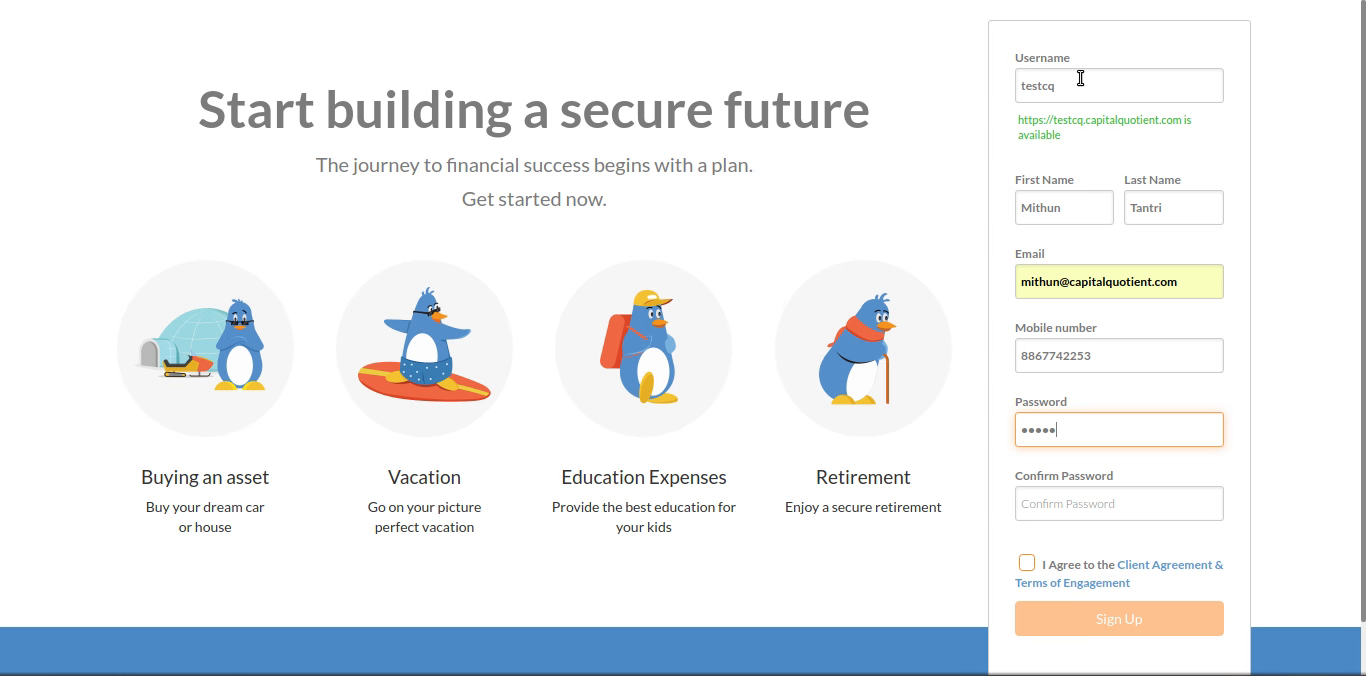 Start building a secure future
The journey to financial success begins with a plan.
Get started now.
Buying an asset
Buy your dream car
or house
Vacation
Go on your picture
perfect vacation
Education Expenses
Provide the best education for
your kids
Retirement
Enjoy a secure retirement
Username
testcq
https://testcq.capitalquotient.com is
available
First Name Last Name
Mithun Tantri
Email
mithun@capitalquotient.com
Mobile number
8867742253
Password
•••••
Confirm Password
Confirm Password
I Agree to the Client Agreement &
Terms of Engagement
Sign Up